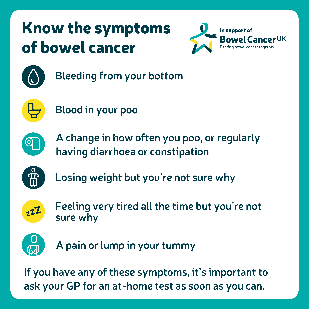 Know the symptoms
of bowel cancer
In support of
Bowel Cancer UK
Bleeding from your bottom
Blood in your poo
A change in how often you poo, or regularly
having diarrhoea or constipation
Losing weight but you're not sure why
zzZ
Feeling very tired all the time but you're not
sure why
A pain or lump in your tummy
If you have any of these symptoms, it's important to
ask your GP for an at-home test as soon as you can.